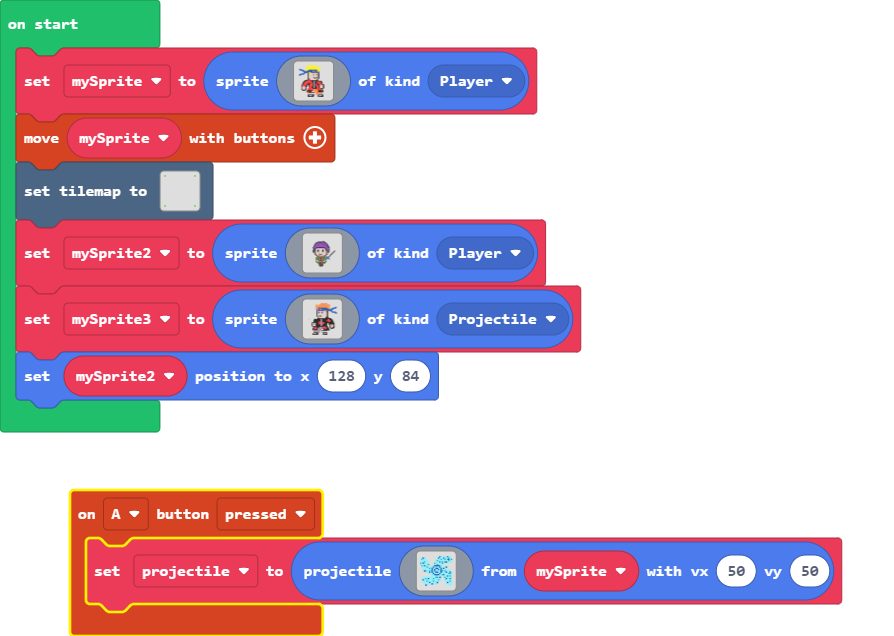 on start
set mySprite to sprite of kind Player
move mySprite with buttons
set tilemap to
set mySprite2 to sprite of kind Player
set mySprite3 to sprite of kind Projectile
set mySprite2 position to x 128 y 84
on A button pressed
set projectile to projectile from mySprite with vx 50 vy 50